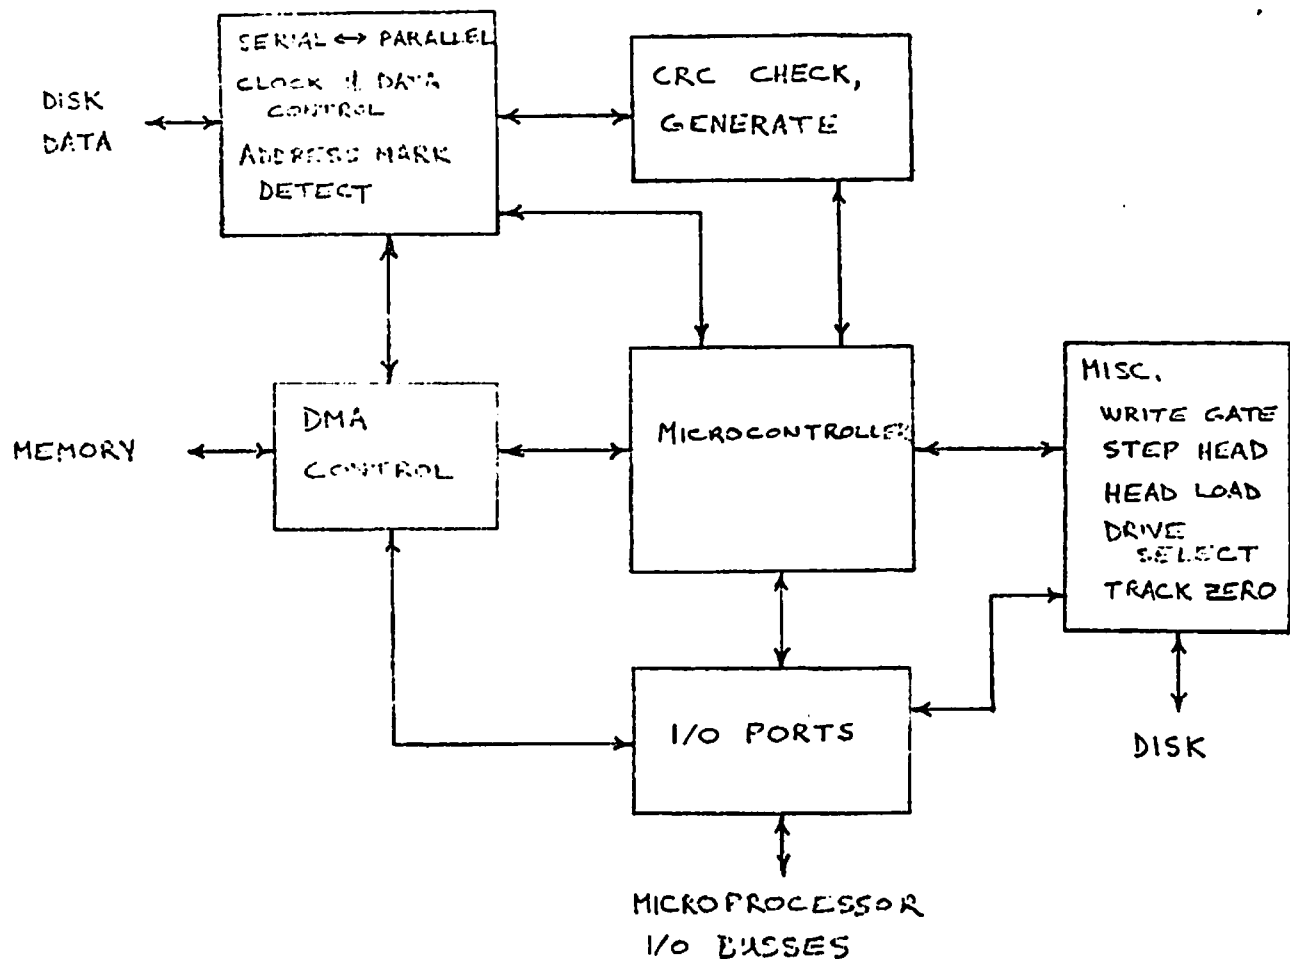 SERIAL ↔ PARALLEL
CLOCK & DATA
CONTROL
ADDRESS MARK
DETECT
DISK
DATA
CRC CHECK,
GENERATE
MEMORY
DMA
CONTROL
MICROCONTROLLER
MISC.
WRITE GATE
STEP HEAD
HEAD LOAD
DRIVE
SELECT
TRACK ZERO
I/O PORTS
DISK
MICROPROCESSOR
I/O BUSSES